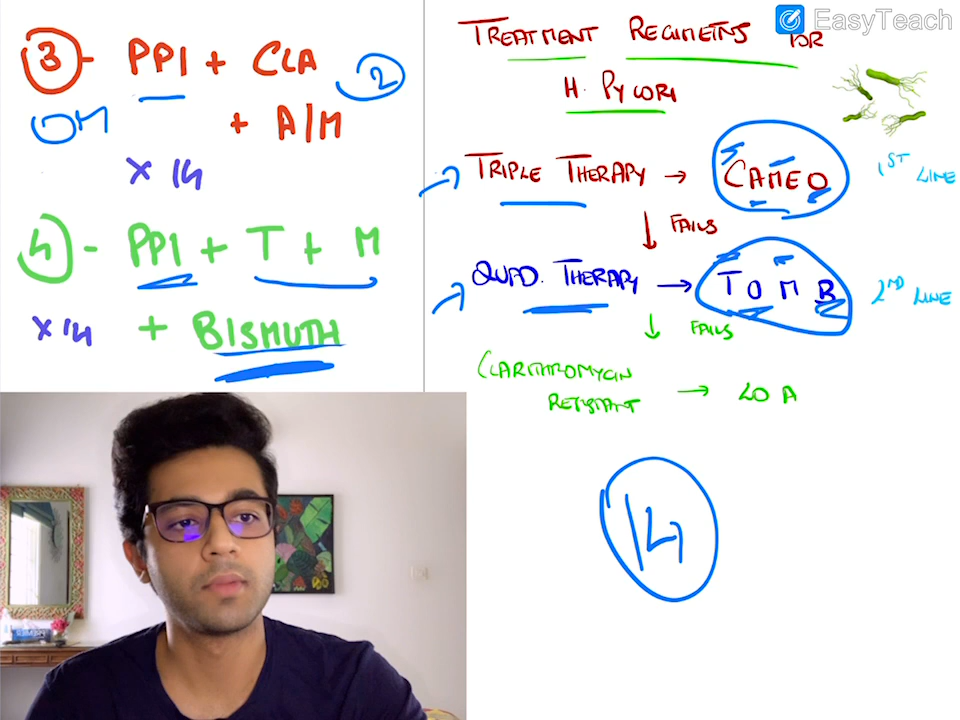 3 - PPI + CLA
2
OM + A/M
x 14
4 - PPI + T + M
x 14 + BISMUTH
EasyTeach
TREATMENT REGIMENS FOR
H. PYLORI
TRIPLE THERAPY → CAMEO 1ST LINE
↓ FAILS
QUAD. THERAPY → TOMB 2ND LINE
↓ FAILS
CLARITHROMYCIN
RESISTANT → LOA
14